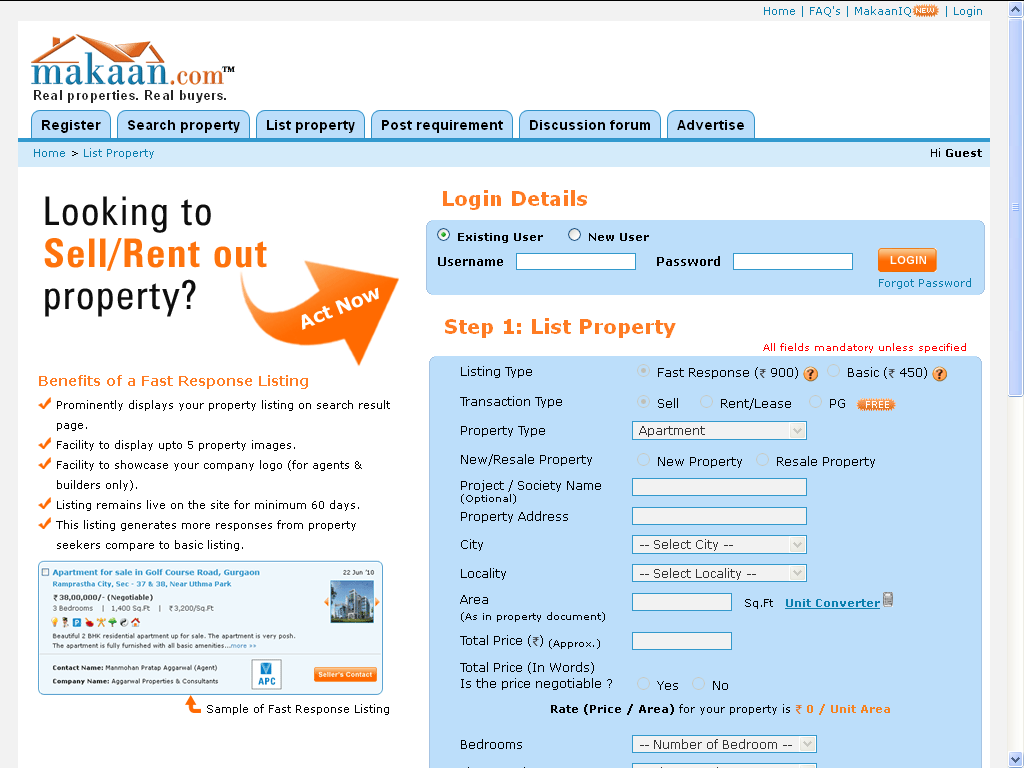 Home | FAQ's | MakaanIQ NEW | Login
makaan.com™
Real properties. Real buyers.
Register Search property List property Post requirement Discussion forum Advertise
Home > List Property
Hi Guest
Looking to
Sell/Rent out
property?
Act Now
Benefits of a Fast Response Listing
Prominently displays your property listing on search result
page.
Facility to display upto 5 property images.
Facility to showcase your company logo (for agents &
builders only).
Listing remains live on the site for minimum 60 days.
This listing generates more responses from property
seekers compare to basic listing.
Apartment for sale in Golf Course Road, Gurgaon
22 Jun '10
Ramprastha City, Sec - 37 & 38, Near Uthma Park
₹ 38,00,000/- (Negotiable)
3 Bedrooms | 1,400 Sq.Ft | ₹3,200/Sq.Ft
Beautiful 2 BHK residential apartment up for sale. The apartment is very posh.
The apartment is fully furnished with all basic amenities...more »»
Contact Name: Manmohan Pratap Aggarwal (Agent)
Company Name: Aggarwal Properties & Consultants
APC
Seller's Contact
Sample of Fast Response Listing
Login Details
Existing User New User
Username Password LOGIN
Forgot Password
Step 1: List Property
All fields mandatory unless specified
Listing Type Fast Response (₹ 900) ? Basic (₹ 450) ?
Transaction Type Sell Rent/Lease PG FREE
Property Type Apartment
New/Resale Property New Property Resale Property
Project / Society Name
(Optional)
Property Address
City -- Select City --
Locality -- Select Locality --
Area Sq.Ft Unit Converter
(As in property document)
Total Price (₹) (Approx.)
Total Price (In Words)
Is the price negotiable ? Yes No
Rate (Price / Area) for your property is ₹ 0 / Unit Area
Bedrooms -- Number of Bedroom --